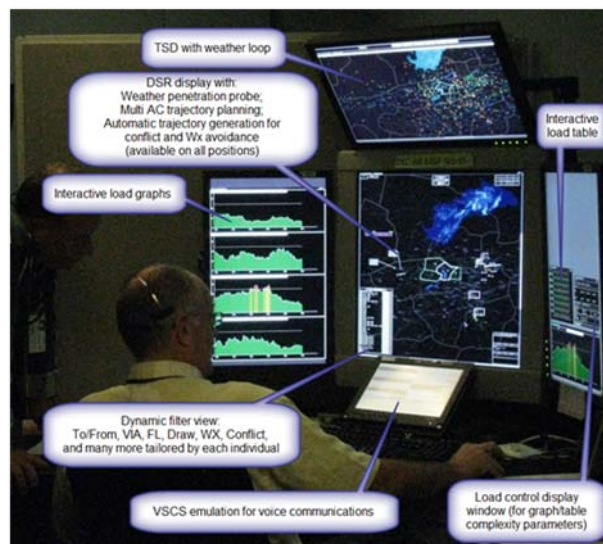 TSD with weather loop
DSR display with:
Weather penetration probe;
Multi AC trajectory planning;
Automatic trajectory generation for
conflict and Wx avoidance
(available on all positions)
Interactive
load table
Interactive load graphs
Dynamic filter view:
To/From, VIA, FL, Draw, WX, Conflict,
and many more tailored by each individual
VSCS emulation for voice communications
Load control display
window (for graph/table
complexity parameters)